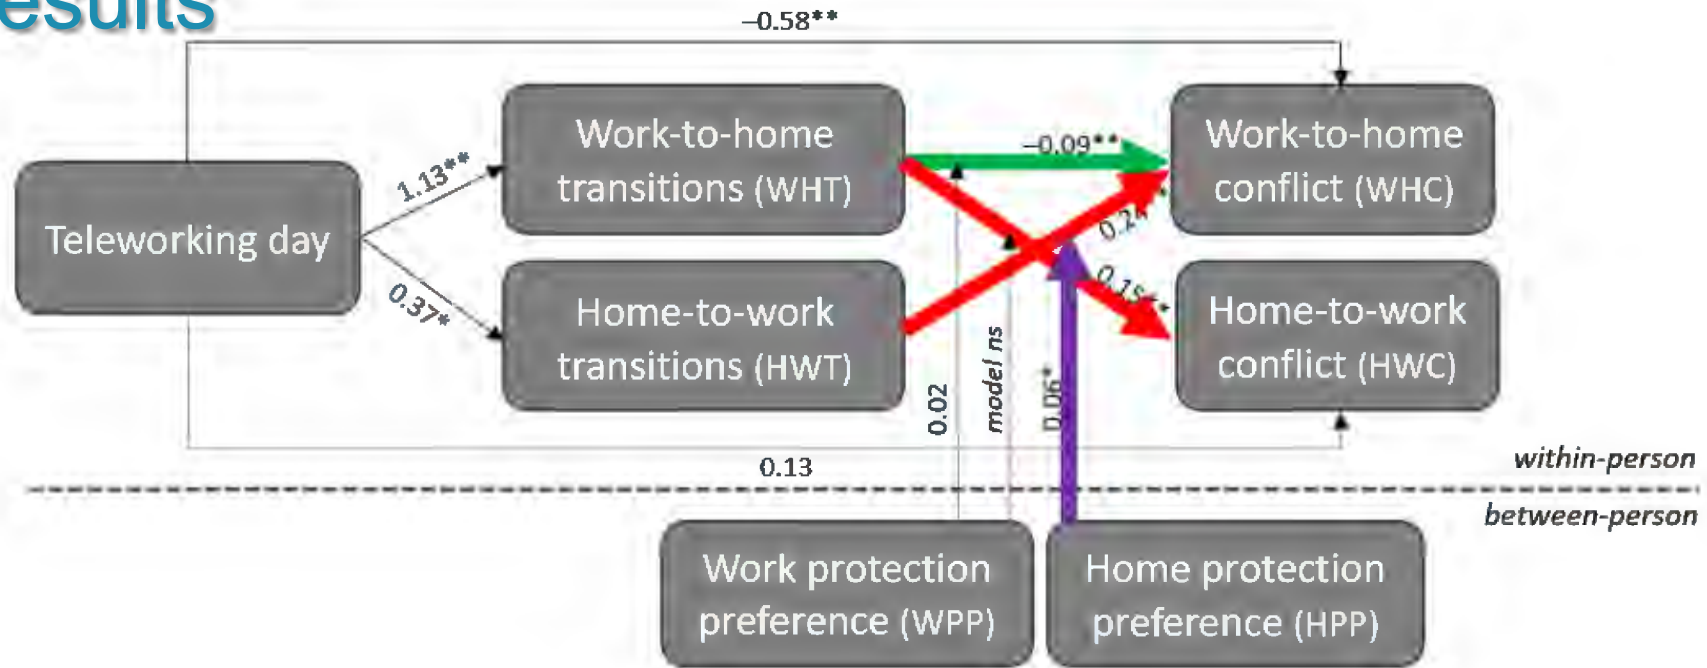 esults
−0.58**
Work-to-home
transitions (WHT)
−0.09**
Work-to-home
conflict (WHC)
1.13**
Teleworking day
0.37*
Home-to-work
transitions (HWT)
Home-to-work
conflict (HWC)
0.02
model ns
0.06*
0.13
within-person
between-person
Work protection
preference (WPP)
Home protection
preference (HPP)